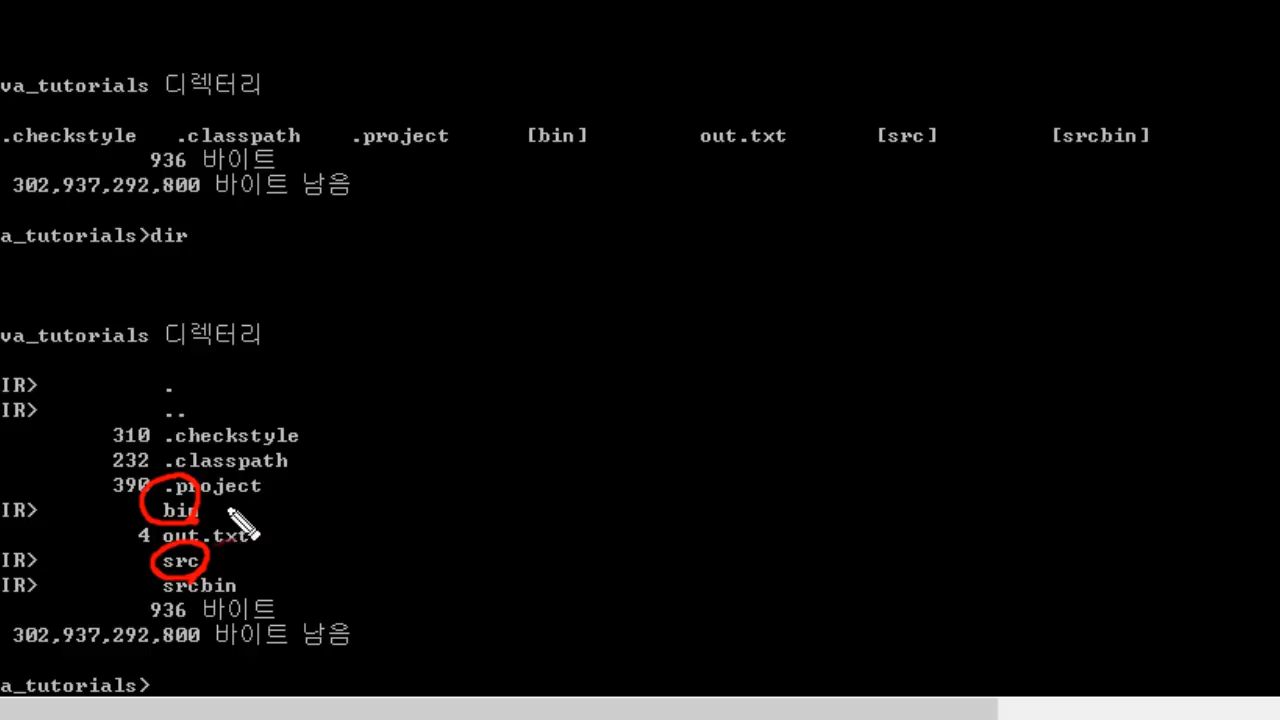 va_tutorials 디렉터리
.checkstyle .classpath .project [bin] out.txt [src] [srcbin]
936 바이트
302,937,292,800 바이트 남음
a_tutorials>dir
va_tutorials 디렉터리
IR> .
IR> ..
310 .checkstyle
232 .classpath
390 .project
IR> bin
4 out.txt
IR> src
IR> srcbin
936 바이트
302,937,292,800 바이트 남음
a_tutorials>